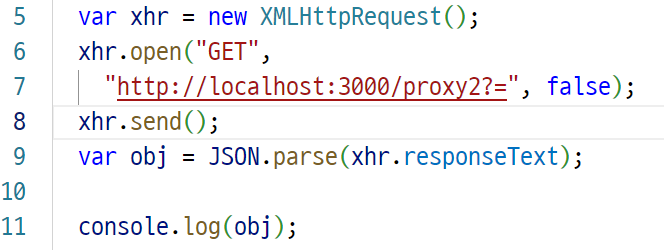 5 var xhr = new XMLHttpRequest();
6 xhr.open("GET",
7 "http://localhost:3000/proxy2?=", false);
8 xhr.send();
9 var obj = JSON.parse(xhr.responseText);
10
11 console.log(obj);